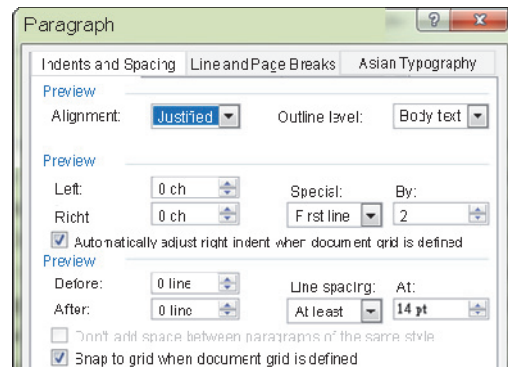 Paragraph
Indents and Spacing Line and Page Breaks Asian Typography
Preview
Alignment: Justified Outline level: Body text
Preview
Left: 0 ch Special: By:
Richt 0 ch First line 2
Automatically adjust right indent when document grid is defined
Preview
Defore: 0 line Line spacing: At:
After: 0 line At least 14 pt
Don't add space between paragraphs of the same style
Snap to grid when document grid is defined